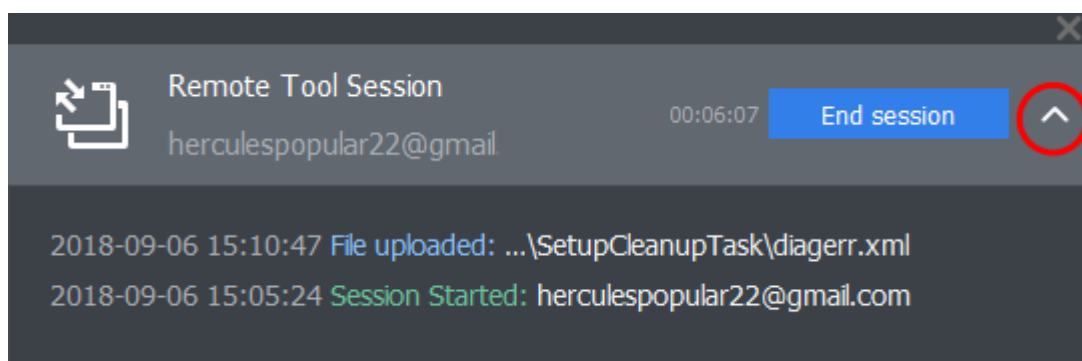 Remote Tool Session
herculespopular22@gmail.
00:06:07
End session
2018-09-06 15:10:47 File uploaded: ...\SetupCleanupTask\diagerr.xml
2018-09-06 15:05:24 Session Started: herculespopular22@gmail.com